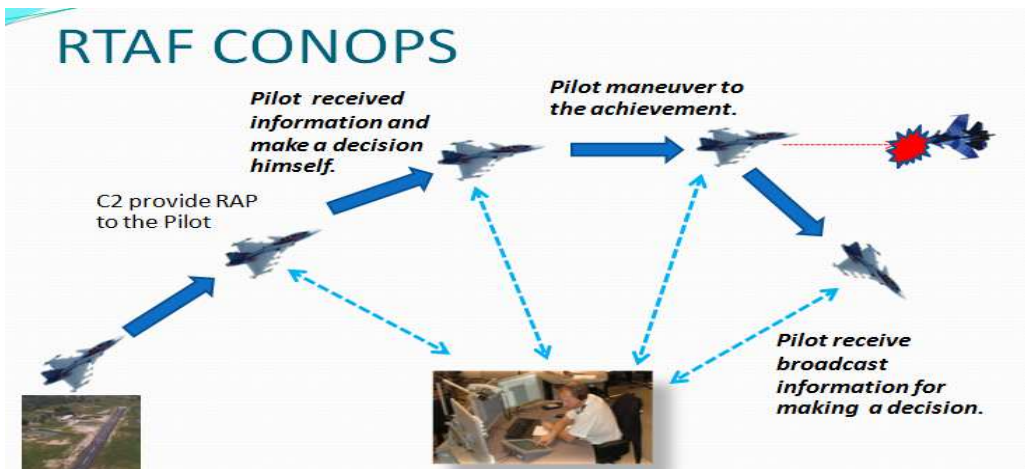 RTAF CONOPS
Pilot received
information and
make a decision
himself.
Pilot maneuver to
the achievement.
C2 provide RAP
to the Pilot
Pilot receive
broadcast
information for
making a decision.